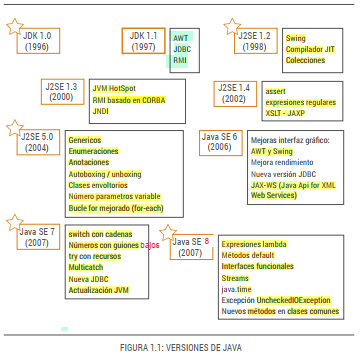 JDK 1.0
(1996)
JDK 1.1
(1997)
AWT
JDBC
RMI
J2SE 1.2
(1998)
Swing
Compilador JIT
Colecciones
J2SE 1.3
(2000)
JVM HotSpot
RMI basado en CORBA
JNDI
J2SE 1.4
(2002)
assert
expresiones regulares
XSLT - JAXP
J2SE 5.0
(2004)
Genericos
Enumeraciones
Anotaciones
Autoboxing / unboxing
Clases envoltorios
Número parametros variable
Bucle for mejorado (for-each)
Java SE 6
(2006)
Mejoras interfaz gráfico:
AWT y Swing
Mejora rendimiento
Nueva versión JDBC
JAX-WS (Java Api for XML
Web Services)
Java SE 7
(2007)
switch con cadenas
Números con guiones bajos
try con recursos
Multicatch
Nueva JDBC
Actualización JVM
Java SE 8
(2007)
Expresiones lambda
Métodos default
Interfaces funcionales
Streams
java.time
Excepción UncheckedIOException
Nuevos métodos en clases comunes
FIGURA 1.1: VERSIONES DE JAVA